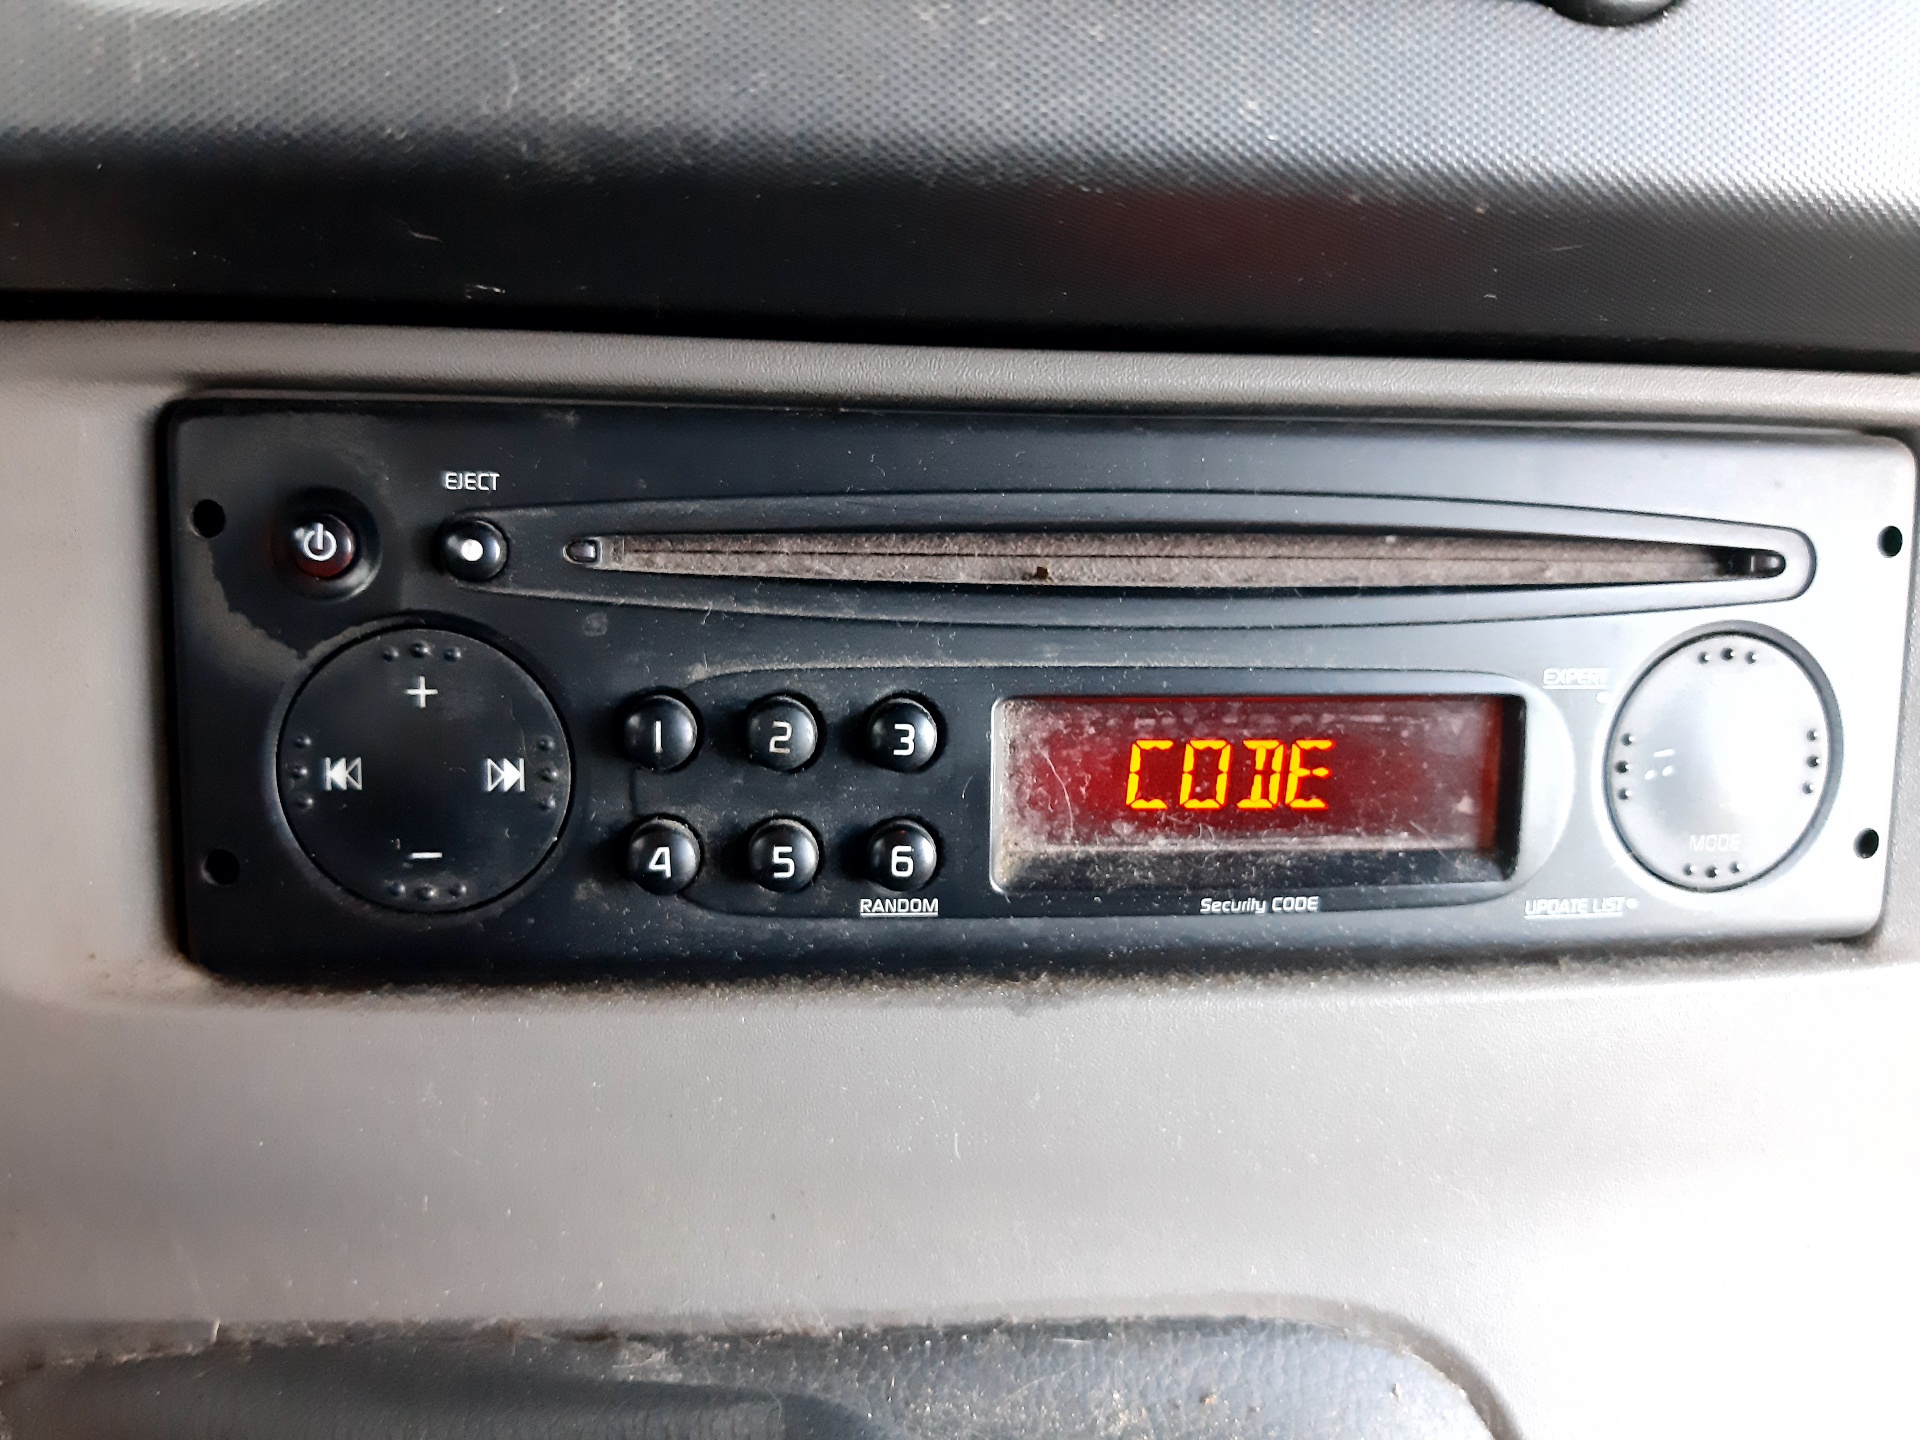 EJECT
1 2 3
CODE
EXPERT
4 5 6
MODE
RANDOM
Security CODE
UPDATE LIST